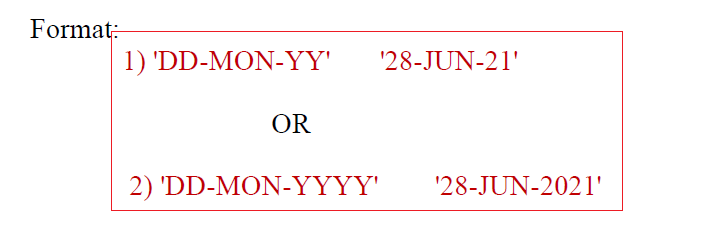 Format:
1) 'DD-MON-YY' '28-JUN-21'
OR
2) 'DD-MON-YYYY' '28-JUN-2021'